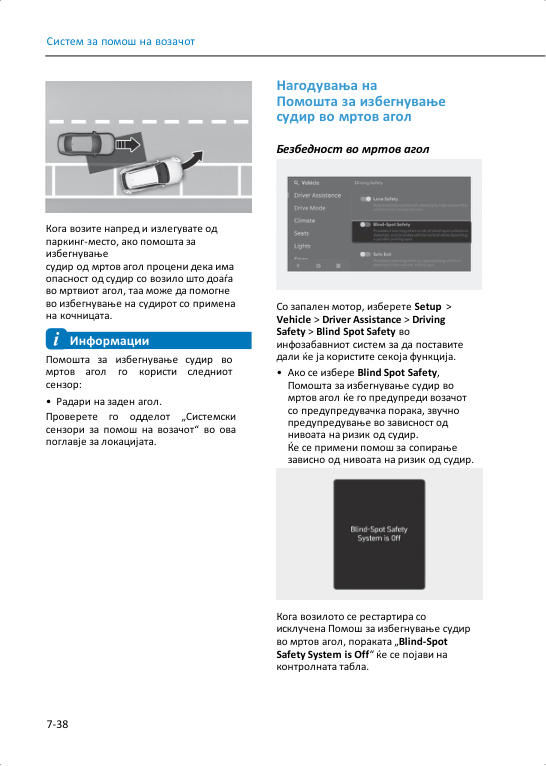 Систем за помош на возачот
Кога возите напред и излегувате од
паркинг-место, ако помошта за
избегнување
судир од мртов агол процени дека има
опасност од судир со возило што доаѓа
во мртвиот агол, таа може да помогне
во избегнување на судирот со примена
на кочницата.
i Информации
Помошта за избегнување судир во
мртов агол го користи следниот
сензор:
• Радари на заден агол.
Проверете го одделот „Системски
сензори за помош на возачот“ во ова
поглавје за локацијата.
Нагодувања на
Помошта за избегнување
судир во мртов агол
Безбедност во мртов агол
Vehicle
Driving Safety
Driver Assistance
Lane Safety
Drive Mode
Climate
Blind-Spot Safety
Seats
Lights
Safe Exit
Со запален мотор, изберете Setup >
Vehicle > Driver Assistance > Driving
Safety > Blind Spot Safety во
инфозабавниот систем за да поставите
дали ќе ја користите секоја функција.
• Ако се избере Blind Spot Safety,
Помошта за избегнување судир во
мртов агол ќе го предупреди возачот
со предупредувачка порака, звучно
предупредување во зависност од
нивоата на ризик од судир.
Ќе се примени помош за сопирање
зависно од нивоата на ризик од судир.
Blind-Spot Safety
System is Off
Кога возилото се рестартира со
исклучена Помош за избегнување судир
во мртов агол, пораката „Blind-Spot
Safety System is Off“ ќе се појави на
контролната табла.
7-38